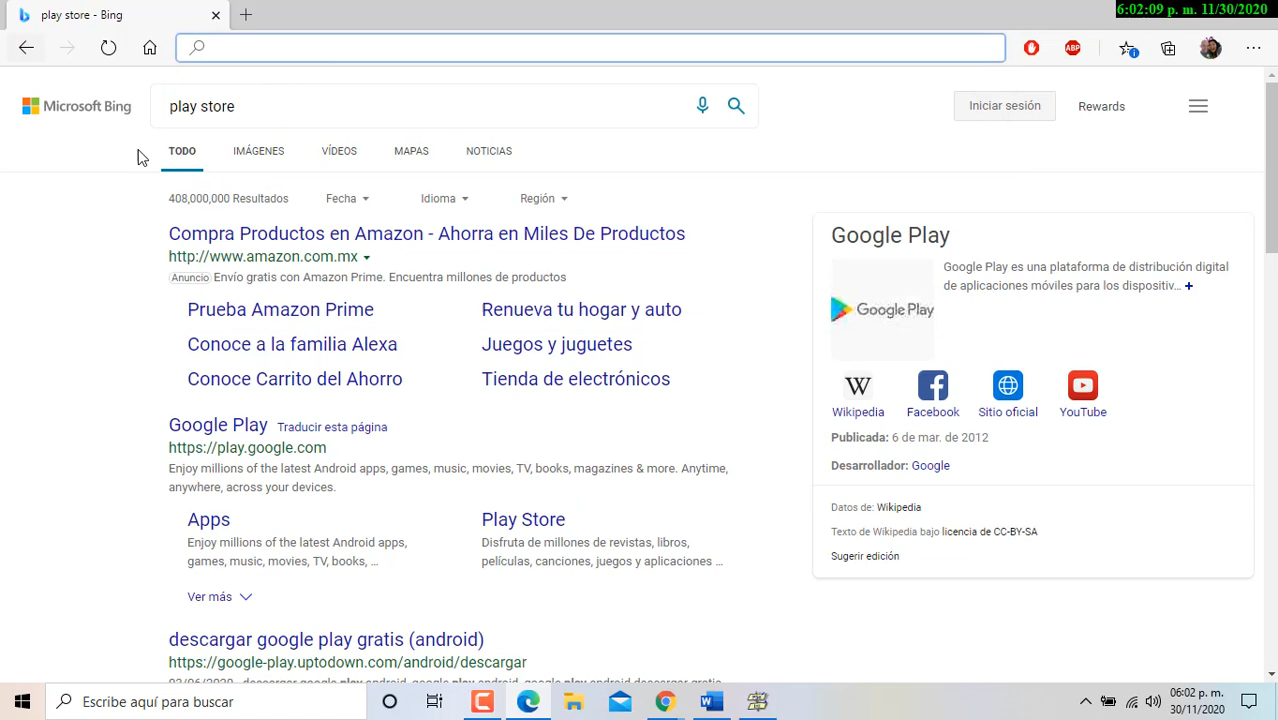 play store - Bing
6:02:09 p. m. 11/30/2020
ABP
Microsoft Bing
play store
Iniciar sesión
Rewards
TODO
IMÁGENES
VÍDEOS
MAPAS
NOTICIAS
408,000,000 Resultados
Fecha
Idioma
Región
Compra Productos en Amazon - Ahorra en Miles De Productos
http://www.amazon.com.mx
Anuncio Envío gratis con Amazon Prime. Encuentra millones de productos
Prueba Amazon Prime
Renueva tu hogar y auto
Conoce a la familia Alexa
Juegos y juguetes
Conoce Carrito del Ahorro
Tienda de electrónicos
Google Play Traducir esta página
https://play.google.com
Enjoy millions of the latest Android apps, games, music, movies, TV, books, magazines & more. Anytime,
anywhere, across your devices.
Apps
Play Store
Enjoy millions of the latest Android apps,
games, music, movies, TV, books, ...
Disfruta de millones de revistas, libros,
películas, canciones, juegos y aplicaciones ...
Ver más
descargar google play gratis (android)
https://google-play.uptodown.com/android/descargar
Google Play
Google Play
Google Play es una plataforma de distribución digital
de aplicaciones móviles para los dispositiv... +
W
Wikipedia
Facebook
Sitio oficial
YouTube
Publicada: 6 de mar. de 2012
Desarrollador: Google
Datos de: Wikipedia
Texto de Wikipedia bajo licencia de CC-BY-SA
Sugerir edición
Escribe aquí para buscar
06:02 p. m.
30/11/2020